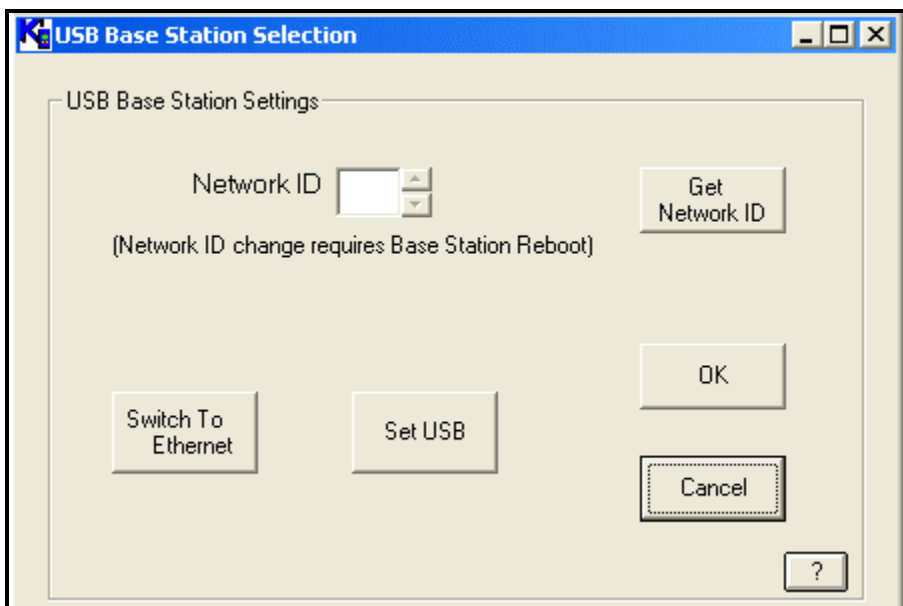 USB Base Station Selection
USB Base Station Settings
Network ID
Get
Network ID
(Network ID change requires Base Station Reboot)
OK
Switch To
Ethernet
Set USB
Cancel
?